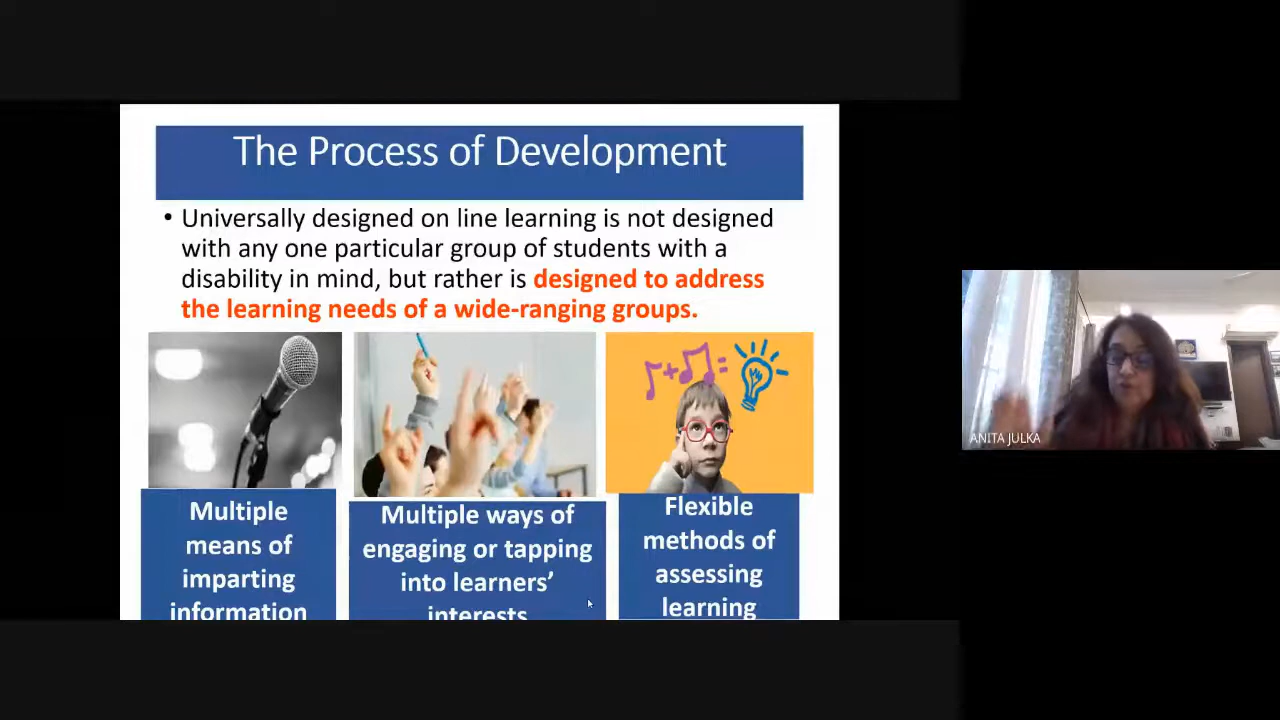 The Process of Development
• Universally designed on line learning is not designed
with any one particular group of students with a
disability in mind, but rather is designed to address
the learning needs of a wide-ranging groups.
Multiple
means of
imparting
information
Multiple ways of
engaging or tapping
into learners’
interests
Flexible
methods of
assessing
learning
ANITA JULKA